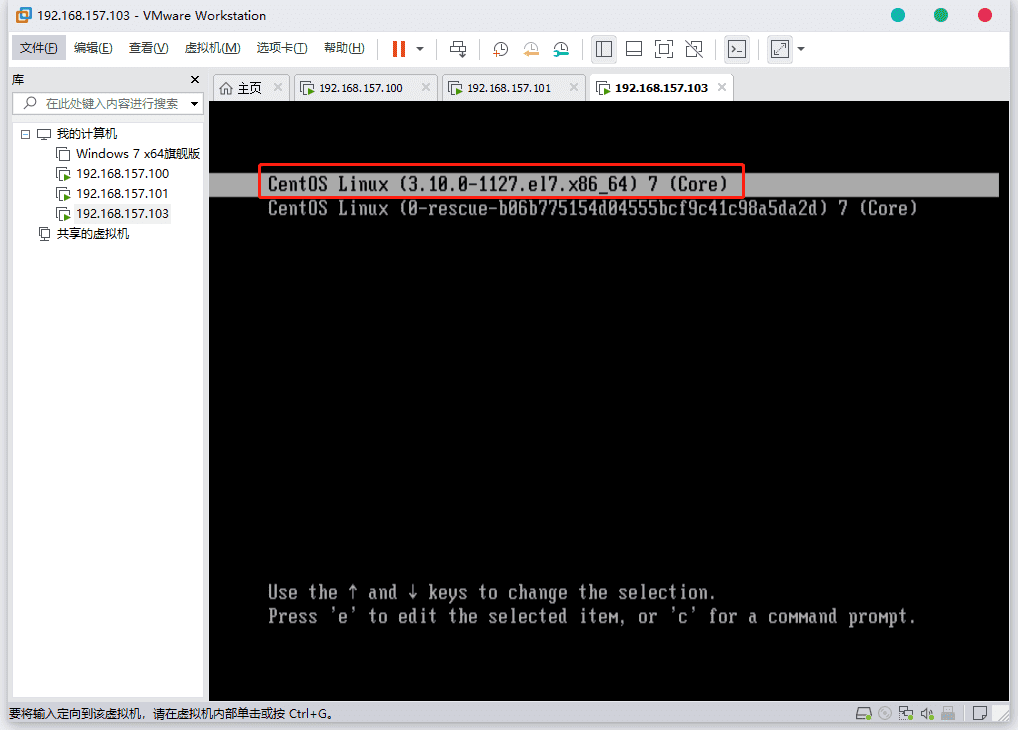 192.168.157.103 - VMware Workstation
文件(F) 编辑(E) 查看(V) 虚拟机(M) 选项卡(T) 帮助(H)
库
在此处键入内容进行搜索
我的计算机
Windows 7 x64旗舰版
192.168.157.100
192.168.157.101
192.168.157.103
共享的虚拟机
主页 192.168.157.100 192.168.157.101 192.168.157.103
CentOS Linux (3.10.0-1127.el7.x86_64) 7 (Core)
CentOS Linux (0-rescue-b06b775154d04555bcf9c41c98a5da2d) 7 (Core)
Use the ↑ and ↓ keys to change the selection.
Press 'e' to edit the selected item, or 'c' for a command prompt.
要将输入定向到该虚拟机，请在虚拟机内部单击或按 Ctrl+G。